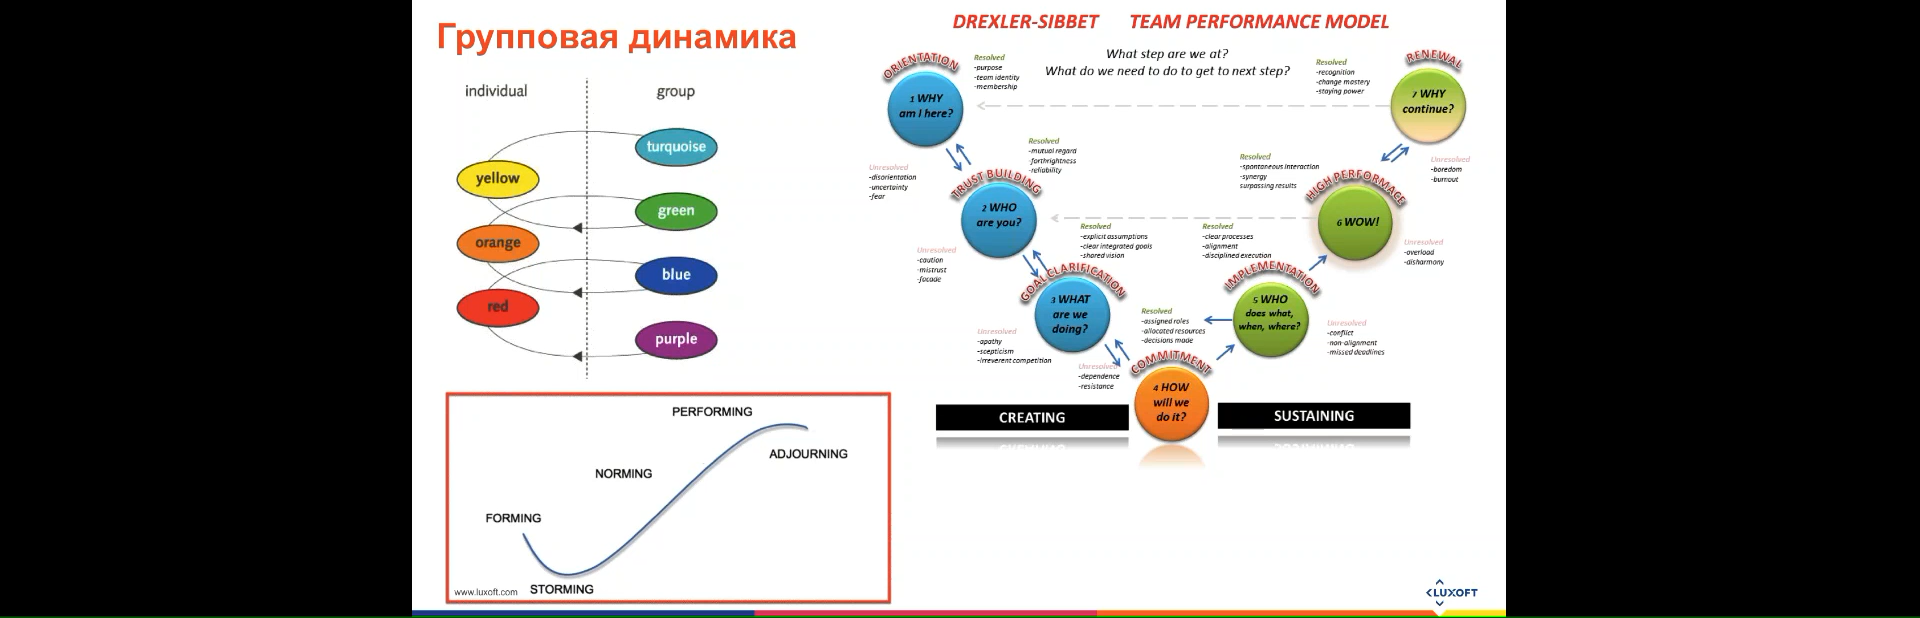 Групповая динамика
individual
group
turquoise
yellow
green
orange
blue
red
purple
PERFORMING
ADJOURNING
NORMING
FORMING
STORMING
www.luxoft.com
DREXLER-SIBBET TEAM PERFORMANCE MODEL
What step are we at?
What do we need to do to get to next step?
ORIENTATION
1 WHY
am I here?
Resolved
-purpose
-team identity
-membership
Unresolved
-disorientation
-uncertainty
-fear
TRUST BUILDING
2 WHO
are you?
Resolved
-mutual regard
-forthrightness
-reliability
Unresolved
-caution
-mistrust
-facade
GOAL CLARIFICATION
3 WHAT
are we
doing?
Resolved
-explicit assumptions
-clear integrated goals
-shared vision
Unresolved
-apathy
-scepticism
-irreverent competition
COMMITMENT
4 HOW
will we
do it?
Resolved
-assigned roles
-allocated resources
-decisions made
Unresolved
-dependence
-resistance
IMPLEMENTATION
5 WHO
does what,
when, where?
Resolved
-clear processes
-alignment
-disciplined execution
Unresolved
-conflict
-non-alignment
-missed deadlines
HIGH PERFORMACE
6 WOW!
Resolved
-spontaneous interaction
-synergy
surpassing results
Unresolved
-overload
-disharmony
RENEWAL
7 WHY
continue?
Resolved
-recognition
-change mastery
-staying power
Unresolved
-boredom
-burnout
CREATING
SUSTAINING
LUXOFT